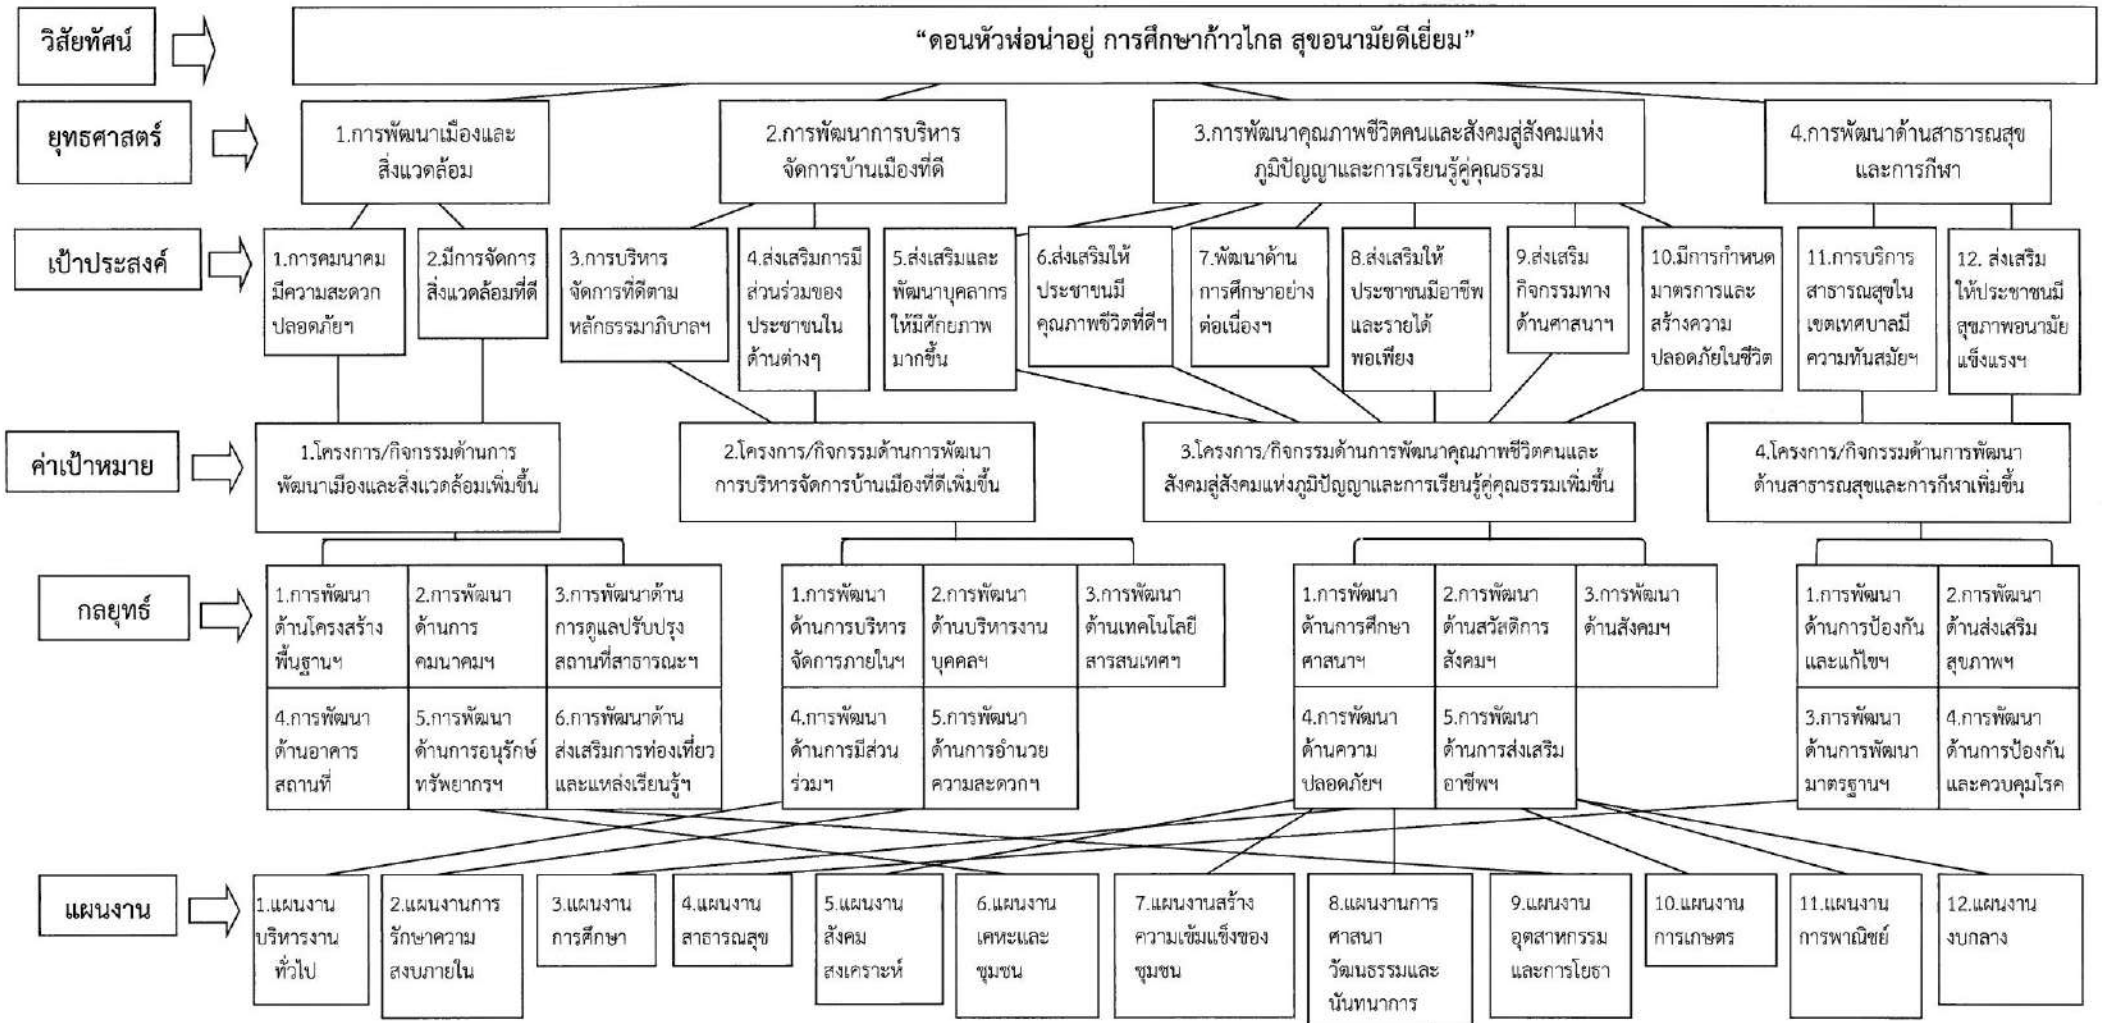 วิสัยทัศน์
“ดอนหัวฬ่อน่าอยู่ การศึกษาก้าวไกล สุขอนามัยดีเยี่ยม”
ยุทธศาสตร์
1.การพัฒนาเมืองและ
สิ่งแวดล้อม
2.การพัฒนาการบริหาร
จัดการบ้านเมืองที่ดี
3.การพัฒนาคุณภาพชีวิตคนและสังคมสู่สังคมแห่ง
ภูมิปัญญาและการเรียนรู้คู่คุณธรรม
4.การพัฒนาด้านสาธารณสุข
และการกีฬา
เป้าประสงค์
1.การคมนาคม
มีความสะดวก
ปลอดภัยฯ
2.มีการจัดการ
สิ่งแวดล้อมที่ดี
3.การบริหาร
จัดการที่ดีตาม
หลักธรรมาภิบาลฯ
4.ส่งเสริมการมี
ส่วนร่วมของ
ประชาชนใน
ด้านต่างๆ
5.ส่งเสริมและ
พัฒนาบุคลากร
ให้มีศักยภาพ
มากขึ้น
6.ส่งเสริมให้
ประชาชนมี
คุณภาพชีวิตที่ดีฯ
7.พัฒนาด้าน
การศึกษาอย่าง
ต่อเนื่องฯ
8.ส่งเสริมให้
ประชาชนมีอาชีพ
และรายได้
พอเพียง
9.ส่งเสริม
กิจกรรมทาง
ด้านศาสนาฯ
10.มีการกำหนด
มาตรการและ
สร้างความ
ปลอดภัยในชีวิต
11.การบริการ
สาธารณสุขใน
เขตเทศบาลมี
ความทันสมัยฯ
12. ส่งเสริม
ให้ประชาชนมี
สุขภาพอนามัย
แข็งแรงฯ
ค่าเป้าหมาย
1.โครงการ/กิจกรรมด้านการ
พัฒนาเมืองและสิ่งแวดล้อมเพิ่มขึ้น
2.โครงการ/กิจกรรมด้านการพัฒนา
การบริหารจัดการบ้านเมืองที่ดีเพิ่มขึ้น
3.โครงการ/กิจกรรมด้านการพัฒนาคุณภาพชีวิตคนและ
สังคมสู่สังคมแห่งภูมิปัญญาและการเรียนรู้คู่คุณธรรมเพิ่มขึ้น
4.โครงการ/กิจกรรมด้านการพัฒนา
ด้านสาธารณสุขและการกีฬาเพิ่มขึ้น
กลยุทธ์
1.การพัฒนา
ด้านโครงสร้าง
พื้นฐานฯ
2.การพัฒนา
ด้านการ
คมนาคมฯ
3.การพัฒนาด้าน
การดูแลปรับปรุง
สถานที่สาธารณะฯ
4.การพัฒนา
ด้านอาคาร
สถานที่
5.การพัฒนา
ด้านการอนุรักษ์
ทรัพยากรฯ
6.การพัฒนาด้าน
ส่งเสริมการท่องเที่ยว
และแหล่งเรียนรู้ฯ
1.การพัฒนา
ด้านการบริหาร
จัดการภายในฯ
2.การพัฒนา
ด้านบริหารงาน
บุคคลฯ
3.การพัฒนา
ด้านเทคโนโลยี
สารสนเทศฯ
4.การพัฒนา
ด้านการมีส่วน
ร่วมฯ
5.การพัฒนา
ด้านการอำนวย
ความสะดวกฯ
1.การพัฒนา
ด้านการศึกษา
ศาสนาฯ
2.การพัฒนา
ด้านสวัสดิการ
สังคมฯ
3.การพัฒนา
ด้านสังคมฯ
4.การพัฒนา
ด้านความ
ปลอดภัยฯ
5.การพัฒนา
ด้านการส่งเสริม
อาชีพฯ
1.การพัฒนา
ด้านการป้องกัน
และแก้ไขฯ
2.การพัฒนา
ด้านส่งเสริม
สุขภาพฯ
3.การพัฒนา
ด้านการพัฒนา
มาตรฐานฯ
4.การพัฒนา
ด้านการป้องกัน
และควบคุมโรค
แผนงาน
1.แผนงาน
บริหารงาน
ทั่วไป
2.แผนงานการ
รักษาความ
สงบภายใน
3.แผนงาน
การศึกษา
4.แผนงาน
สาธารณสุข
5.แผนงาน
สังคม
สงเคราะห์
6.แผนงาน
เคหะและ
ชุมชน
7.แผนงานสร้าง
ความเข้มแข็งของ
ชุมชน
8.แผนงานการ
ศาสนา
วัฒนธรรมและ
นันทนาการ
9.แผนงาน
อุตสาหกรรม
และการโยธา
10.แผนงาน
การเกษตร
11.แผนงาน
การพาณิชย์
12.แผนงาน
งบกลาง